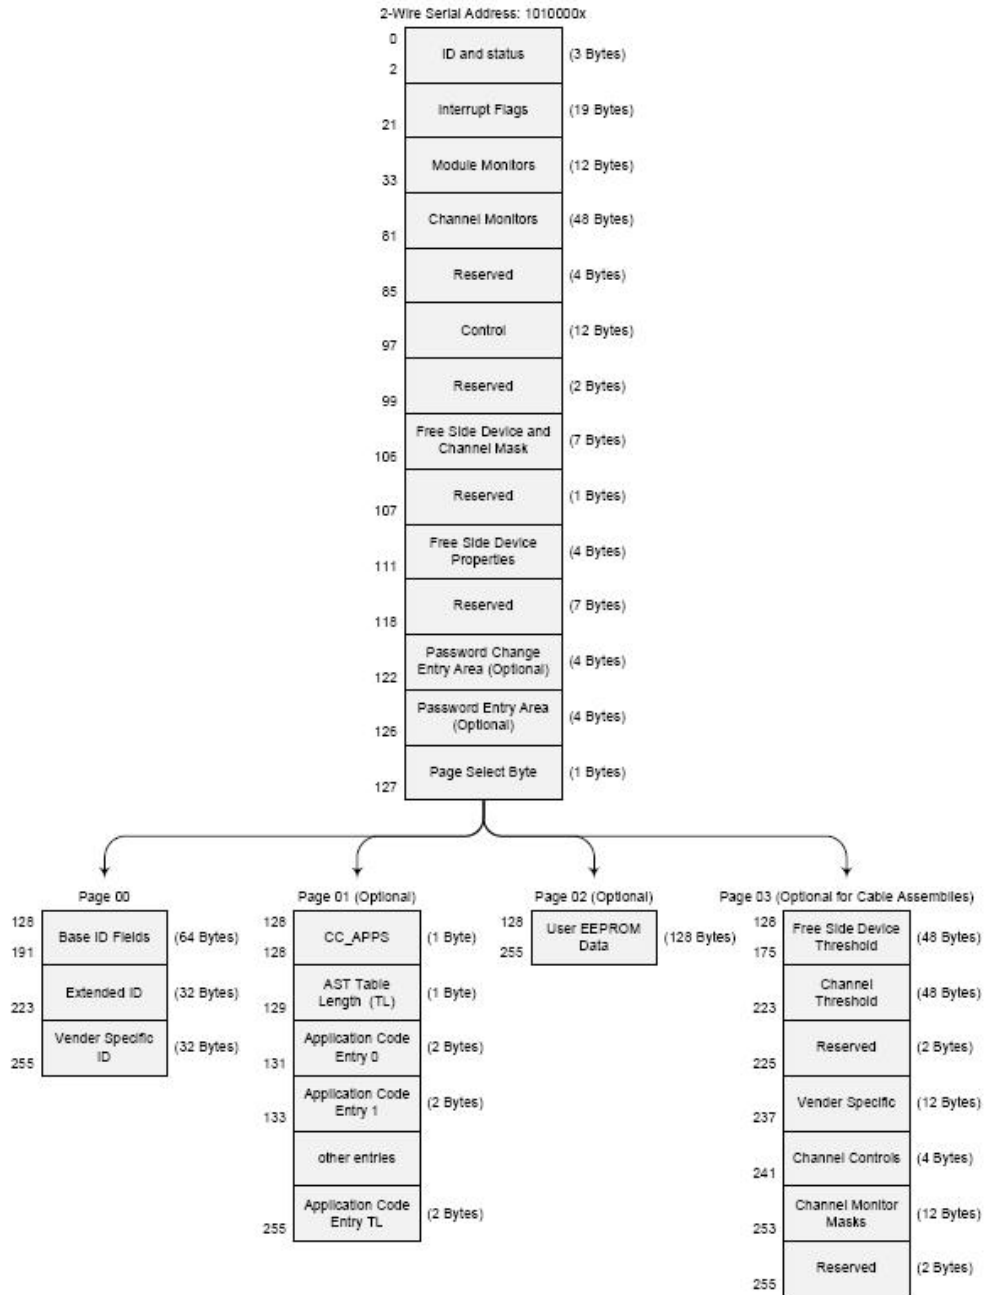 2-Wire Serial Address: 1010000x
0
ID and status
(3 Bytes)
2
Interrupt Flags
(19 Bytes)
21
Module Monitors
(12 Bytes)
33
Channel Monitors
(48 Bytes)
81
Reserved
(4 Bytes)
85
Control
(12 Bytes)
97
Reserved
(2 Bytes)
99
Free Side Device and
Channel Mask
(7 Bytes)
106
Reserved
(1 Bytes)
107
Free Side Device
Properties
(4 Bytes)
111
Reserved
(7 Bytes)
118
Password Change
Entry Area (Optional)
(4 Bytes)
122
Password Entry Area
(Optional)
(4 Bytes)
126
Page Select Byte
(1 Bytes)
127
Page 00
128
Base ID Fields
(64 Bytes)
191
Extended ID
(32 Bytes)
223
Vender Specific
ID
(32 Bytes)
255
Page 01 (Optional)
128
CC_APPS
(1 Byte)
128
AST Table
Length (TL)
(1 Byte)
129
Application Code
Entry 0
(2 Bytes)
131
Application Code
Entry 1
(2 Bytes)
133
other entries
Application Code
Entry TL
(2 Bytes)
255
Page 02 (Optional)
128
User EEPROM
Data
(128 Bytes)
255
Page 03 (Optional for Cable Assemblies)
128
Free Side Device
Threshold
(48 Bytes)
175
Channel
Threshold
(48 Bytes)
223
Reserved
(2 Bytes)
225
Vender Specific
(12 Bytes)
237
Channel Controls
(4 Bytes)
241
Channel Monitor
Masks
(12 Bytes)
253
Reserved
(2 Bytes)
255